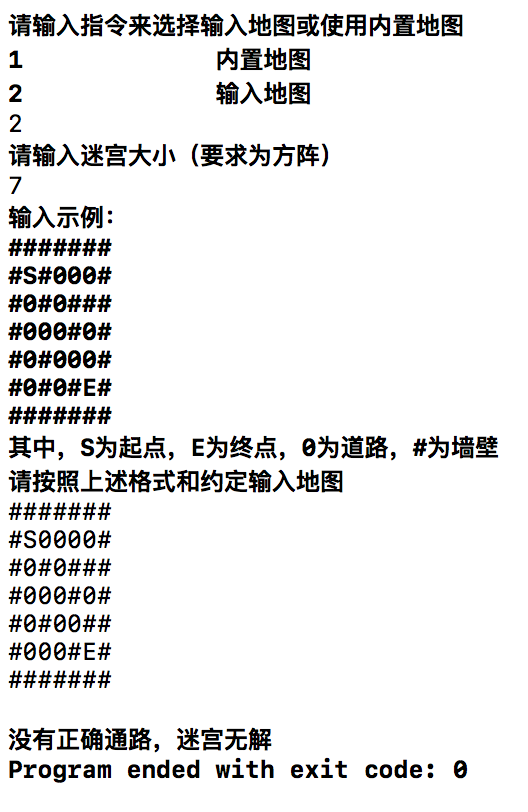 请输入指令来选择输入地图或使用内置地图
1 内置地图
2 输入地图
2
请输入迷宫大小（要求为方阵）
7
输入示例：
#######
#S#000#
#0#0###
#000#0#
#0#000#
#0#0#E#
#######
其中，S为起点，E为终点，0为道路，#为墙壁
请按照上述格式和约定输入地图
#######
#S0000#
#0#0###
#000#0#
#0#00##
#000#E#
#######
没有正确通路，迷宫无解
Program ended with exit code: 0